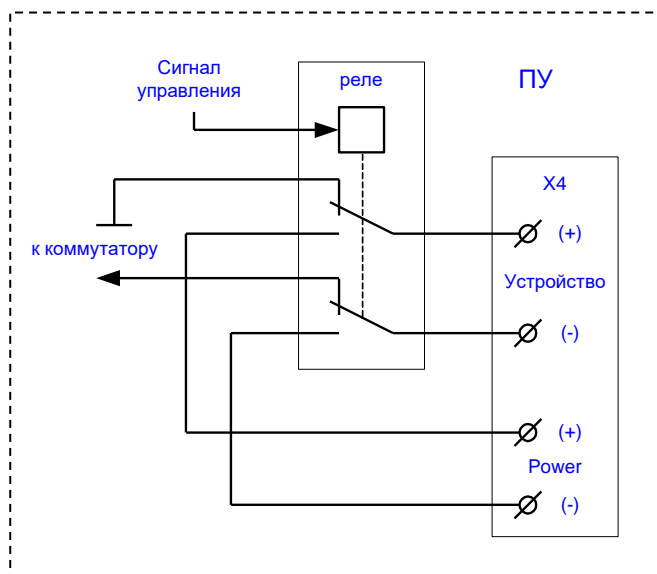 Сигнал
управления
реле
ПУ
X4
(+)
к коммутатору
Устройство
(-)
(+)
Power
(-)